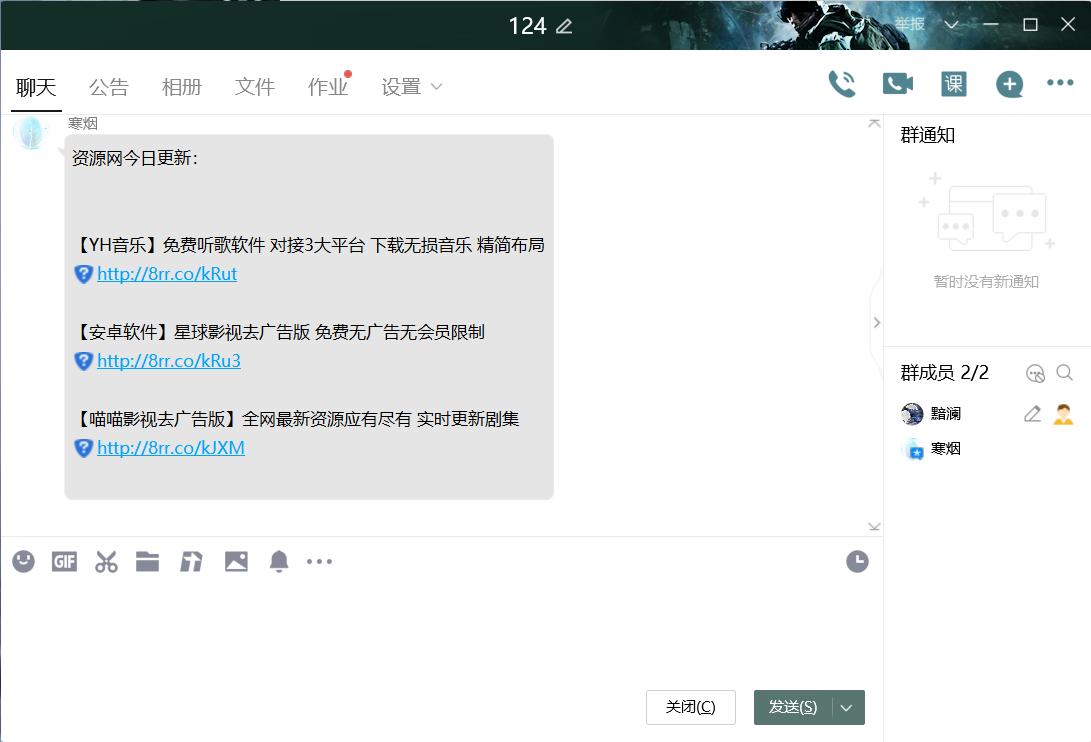 124
举报
聊天 公告 相册 文件 作业 设置
课
寒烟
资源网今日更新：
【YH音乐】免费听歌软件 对接3大平台 下载无损音乐 精简布局
http://8rr.co/kRut
【安卓软件】星球影视去广告版 免费无广告无会员限制
http://8rr.co/kRu3
【喵喵影视去广告版】全网最新资源应有尽有 实时更新剧集
http://8rr.co/kJXM
群通知
暂时没有新通知
群成员 2/2
黯澜
寒烟
GIF
关闭(C)
发送(S)